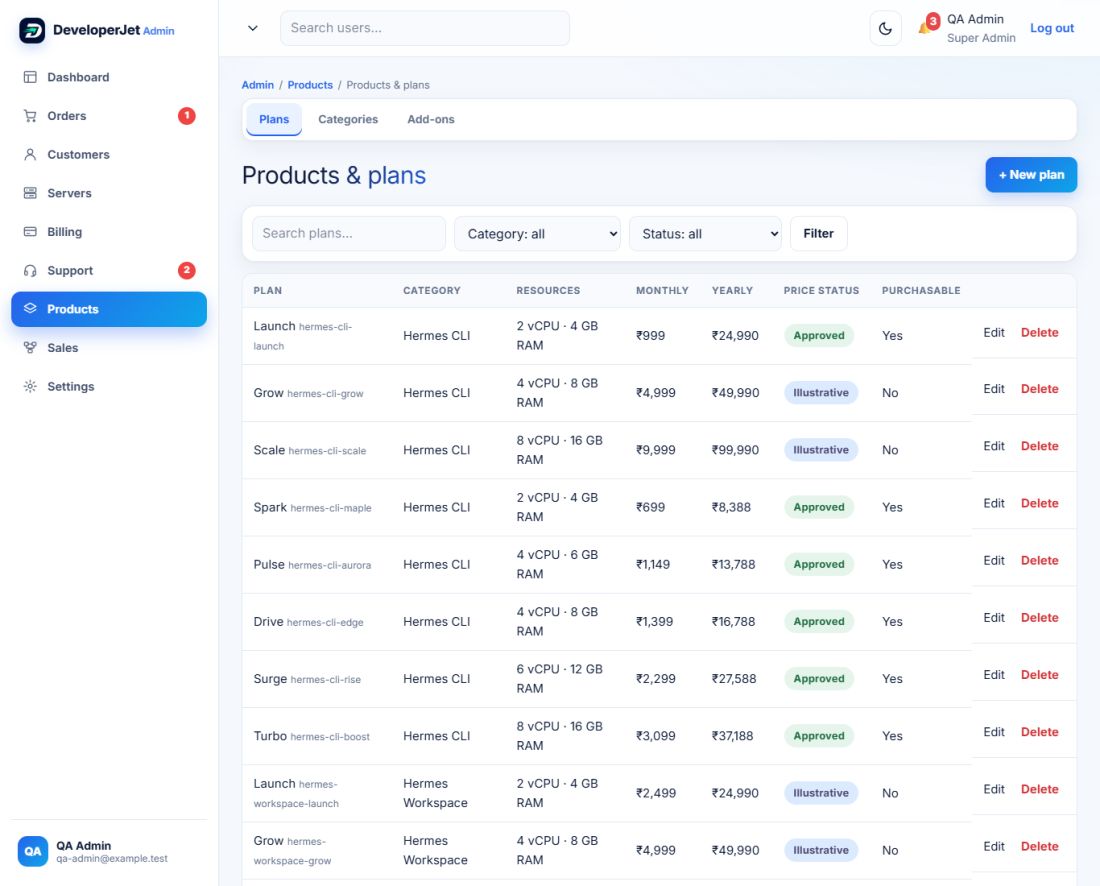 DeveloperJet Admin
Search users...
3
QA Admin
Super Admin
Log out
Dashboard
Orders 1
Customers
Servers
Billing
Support 2
Products
Sales
Settings
QA
QA Admin
qa-admin@example.test
Admin / Products / Products & plans
Plans Categories Add-ons
Products & plans
+ New plan
Search plans...
Category: all
Status: all
Filter
PLAN CATEGORY RESOURCES MONTHLY YEARLY PRICE STATUS PURCHASABLE
Launch hermes-cli-
launch
Hermes CLI
2 vCPU · 4 GB
RAM
₹999 ₹24,990 Approved Yes Edit Delete
Grow hermes-cli-grow
Hermes CLI
4 vCPU · 8 GB
RAM
₹4,999 ₹49,990 Illustrative No Edit Delete
Scale hermes-cli-scale
Hermes CLI
8 vCPU · 16 GB
RAM
₹9,999 ₹99,990 Illustrative No Edit Delete
Spark hermes-cli-maple
Hermes CLI
2 vCPU · 4 GB
RAM
₹699 ₹8,388 Approved Yes Edit Delete
Pulse hermes-cli-aurora
Hermes CLI
4 vCPU · 6 GB
RAM
₹1,149 ₹13,788 Approved Yes Edit Delete
Drive hermes-cli-edge
Hermes CLI
4 vCPU · 8 GB
RAM
₹1,399 ₹16,788 Approved Yes Edit Delete
Surge hermes-cli-rise
Hermes CLI
6 vCPU · 12 GB
RAM
₹2,299 ₹27,588 Approved Yes Edit Delete
Turbo hermes-cli-boost
Hermes CLI
8 vCPU · 16 GB
RAM
₹3,099 ₹37,188 Approved Yes Edit Delete
Launch hermes-
workspace-launch
Hermes
Workspace
2 vCPU · 4 GB
RAM
₹2,499 ₹24,990 Illustrative No Edit Delete
Grow hermes-
workspace-grow
Hermes
Workspace
4 vCPU · 8 GB
RAM
₹4,999 ₹49,990 Illustrative No Edit Delete